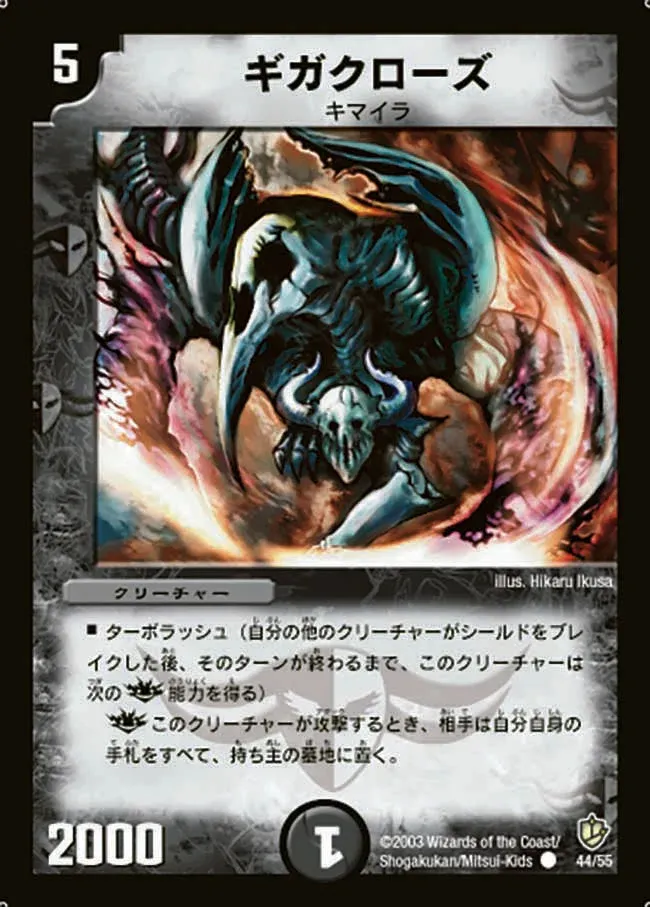 5
ギガクローズ
キマイラ
illus. Hikaru Ikusa
クリーチャー
■ ターボラッシュ（自分の他のクリーチャーがシールドをブレ
イクした後、そのターンが終わるまで、このクリーチャーは
次の 能力を得る）
このクリーチャーが攻撃するとき、相手は自分自身の
手札をすべて、持ち主の墓地に置く。
2000
1
©2003 Wizards of the Coast/
Shogakukan/Mitsui-Kids
44/55